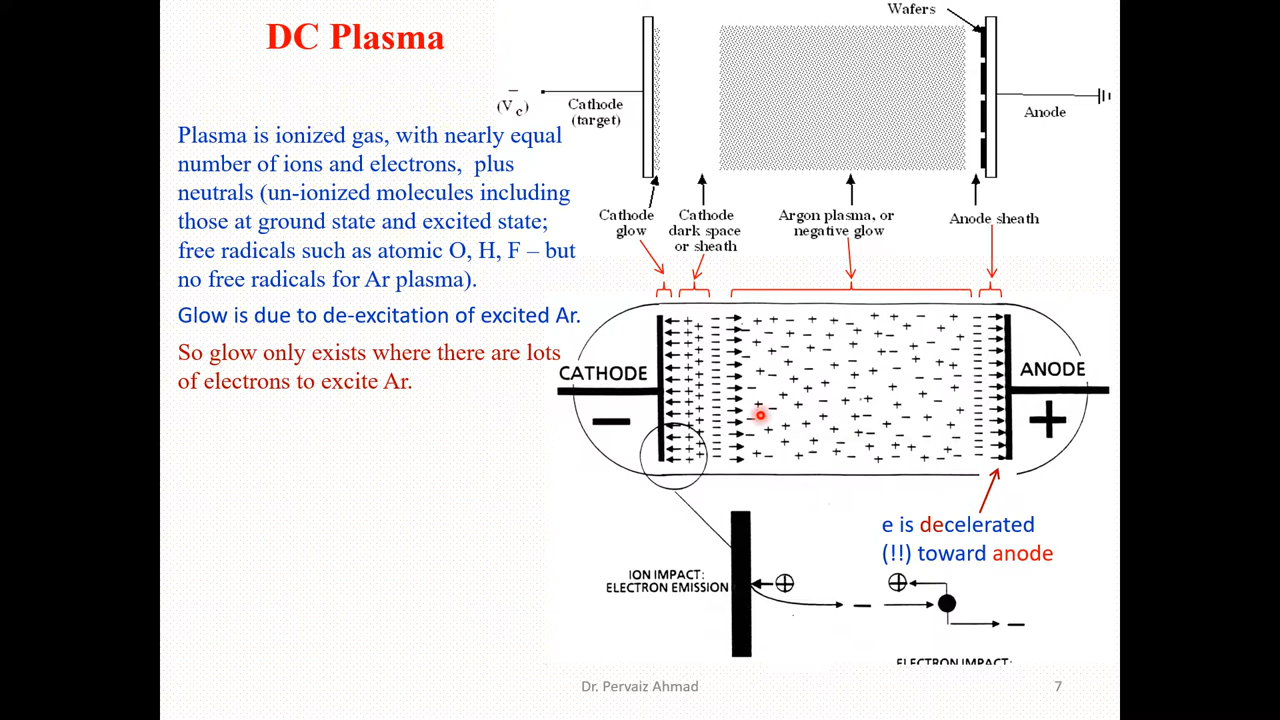 DC Plasma
Plasma is ionized gas, with nearly equal
number of ions and electrons,  plus
neutrals (un-ionized molecules including
those at ground state and excited state;
free radicals such as atomic O, H, F – but
no free radicals for Ar plasma).
Glow is due to de-excitation of excited Ar.
So glow only exists where there are lots
of electrons to excite Ar.
Wafers
(V̄c)
Cathode
(target)
Anode
Cathode
glow
Cathode
dark space
or sheath
Argon plasma, or
negative glow
Anode sheath
CATHODE
−
ANODE
+
e is decelerated
(!!) toward anode
ION IMPACT:
ELECTRON EMISSION
ELECTRON IMPACT:
Dr. Pervaiz Ahmad
7